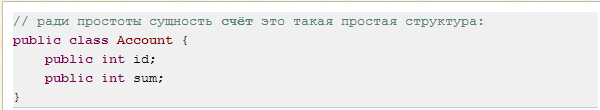 // ради простоты сущность счёт это такая простая структура:
public class Account {
    public int id;
    public int sum;
}